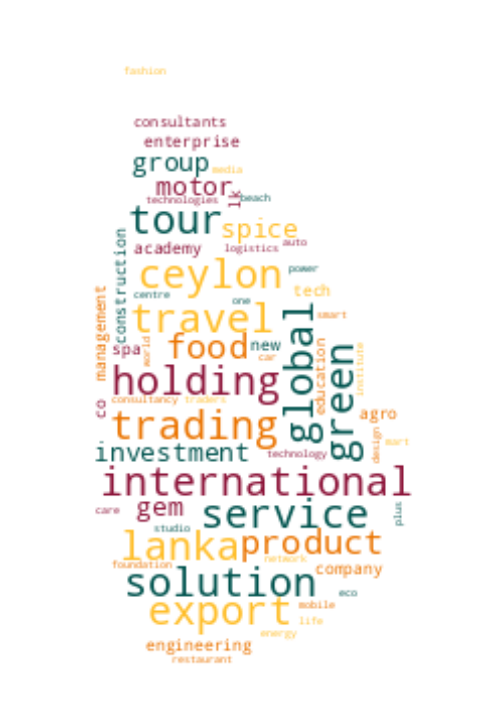 fashion
consultants
enterprise
group
media
motor
technologies
lk
beach
tour
spice
construction
academy
logistics
auto
ceylon
power
centre
tech
management
one
travel
smart
global
world
food
new
spa
car
education
green
institute
holding
co
consultancy
traders
trading
agro
design
mart
investment
technology
international
care
gem
service
plus
studio
lanka
product
network
foundation
company
solution
eco
export
mobile
life
energy
engineering
restaurant